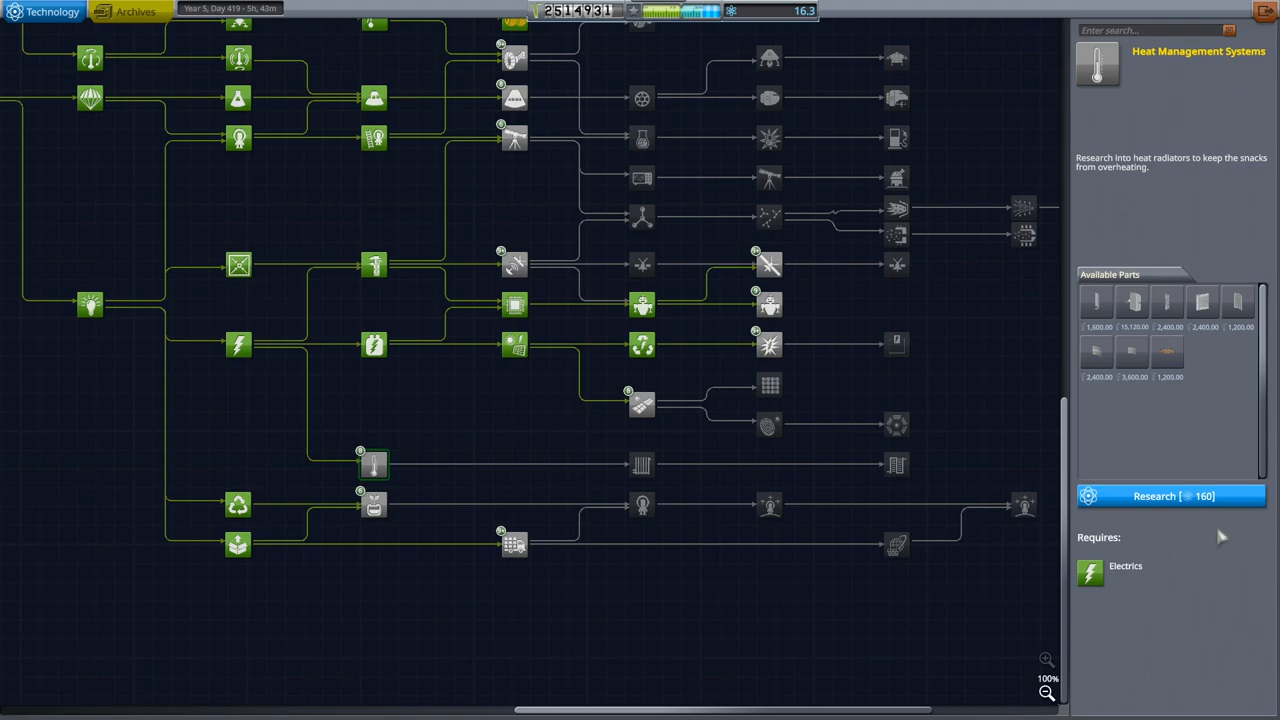 Technology
Archives
Year 5, Day 419 - 5h, 43m
2514931
16.3
Enter search...
Heat Management Systems
Research into heat radiators to keep the snacks
from overheating.
Available Parts
1,600.00 15,120.00 2,400.00 2,400.00 1,200.00
2,400.00 3,600.00 1,200.00
Research [ 160]
Requires:
Electrics
100%